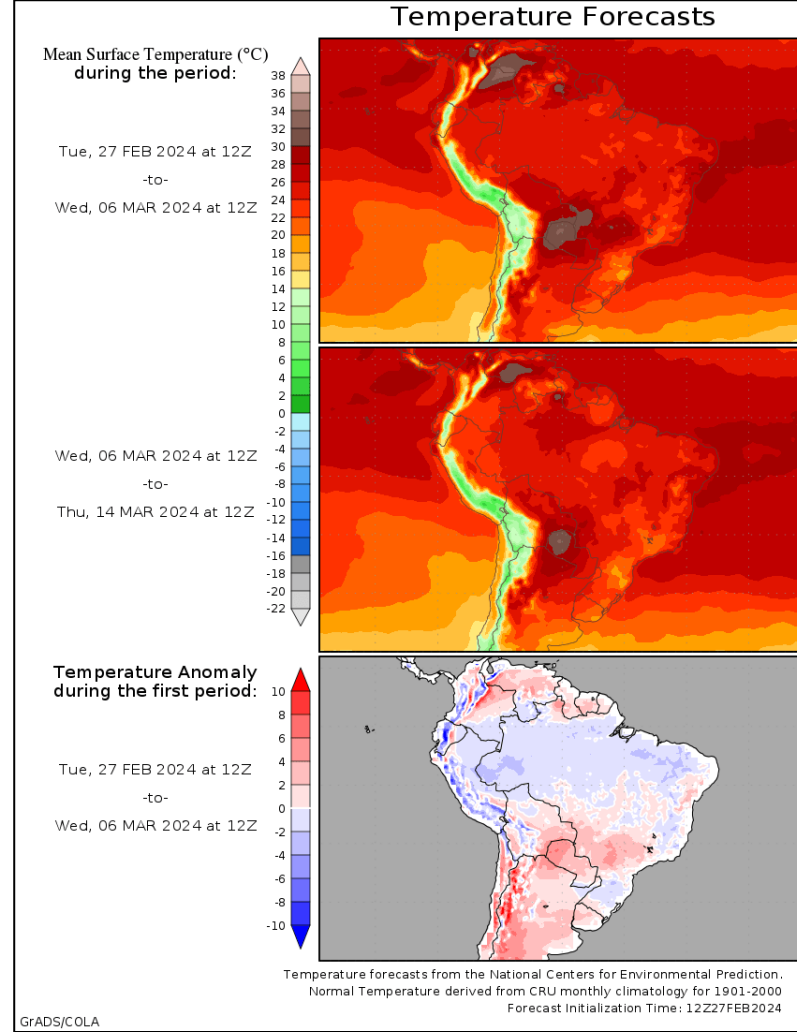 Temperature Forecasts
Mean Surface Temperature (°C)
during the period:
Tue, 27 FEB 2024 at 12Z
-to-
Wed, 06 MAR 2024 at 12Z
38
36
34
32
30
28
26
24
22
20
18
16
14
12
10
8
6
4
2
0
-2
-4
-6
-8
-10
-12
-14
-16
-18
-20
-22
Wed, 06 MAR 2024 at 12Z
-to-
Thu, 14 MAR 2024 at 12Z
Temperature Anomaly
during the first period:
Tue, 27 FEB 2024 at 12Z
-to-
Wed, 06 MAR 2024 at 12Z
10
8
6
4
2
0
-2
-4
-6
-8
-10
Temperature forecasts from the National Centers for Environmental Prediction.
Normal Temperature derived from CRU monthly climatology for 1901-2000
Forecast Initialization Time: 12Z27FEB2024
GrADS/COLA